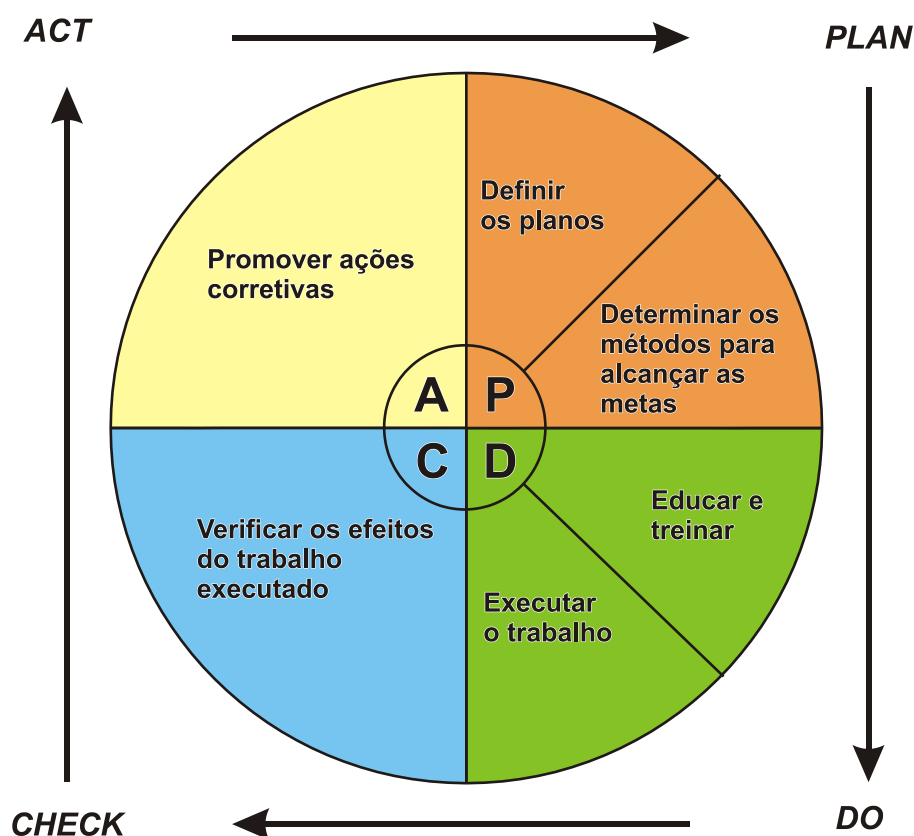 ACT
PLAN
Definir
os planos
Promover ações
corretivas
Determinar os
métodos para
alcançar as
metas
A
P
C
D
Educar e
treinar
Verificar os efeitos
do trabalho
executado
Executar
o trabalho
CHECK
DO